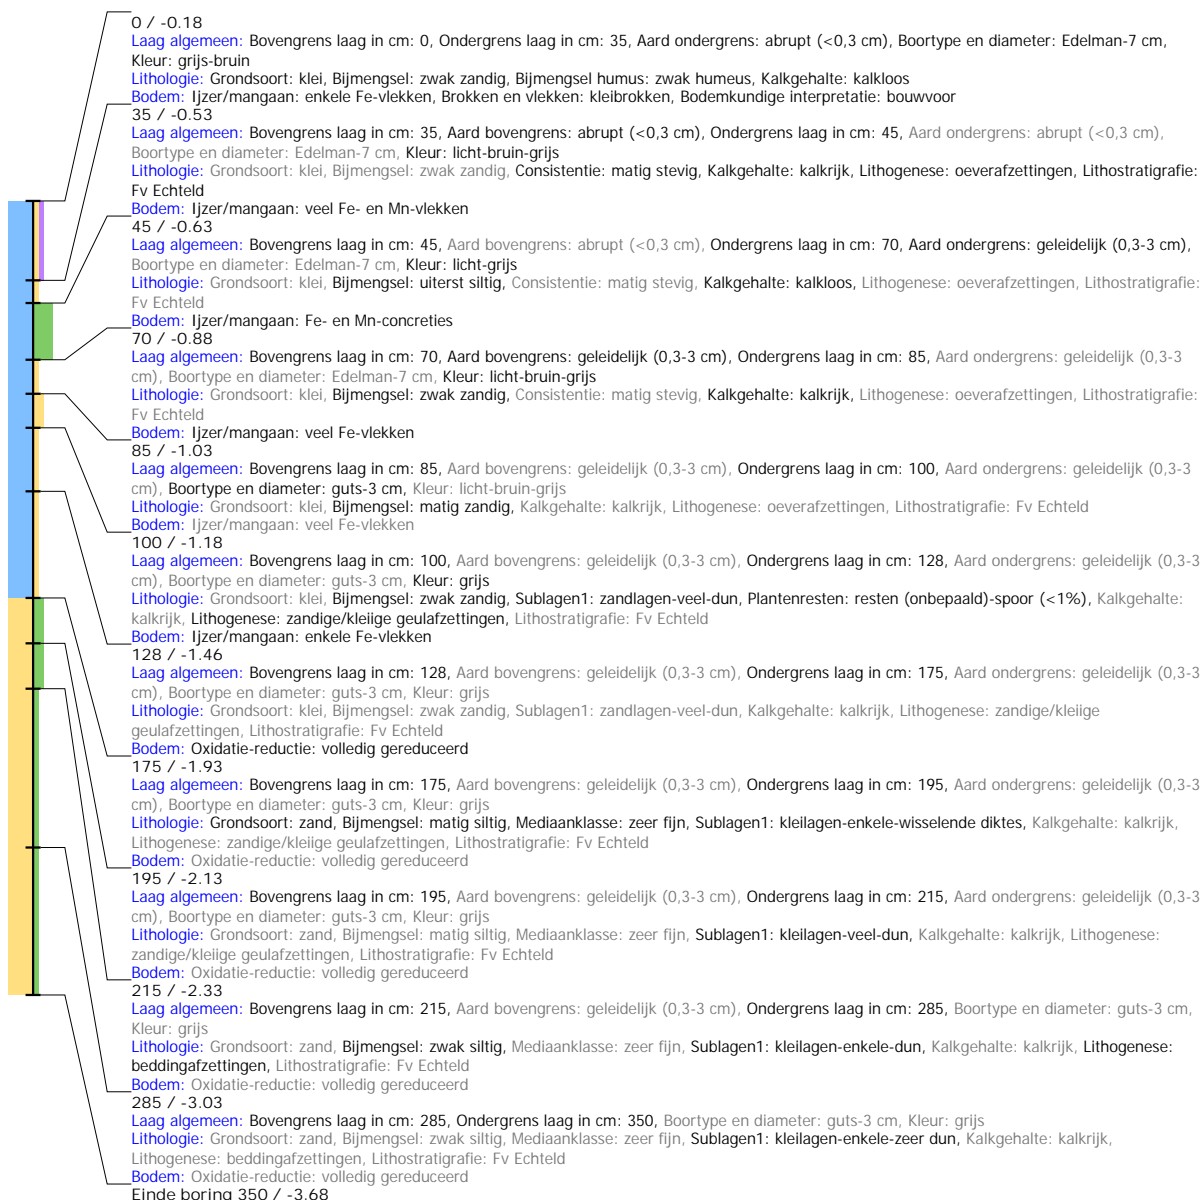 0 / -0.18
Laag algemeen: Bovengrens laag in cm: 0, Ondergrens laag in cm: 35, Aard ondergrens: abrupt (<0,3 cm), Boortype en diameter: Edelman-7 cm,
Kleur: grijs-bruin
Lithologie: Grondsoort: klei, Bijmengsel: zwak zandig, Bijmengsel humus: zwak humeus, Kalkgehalte: kalkloos
Bodem: Ijzer/mangaan: enkele Fe-vlekken, Brokken en vlekken: kleibrokken, Bodemkundige interpretatie: bouwvoor
35 / -0.53
Laag algemeen: Bovengrens laag in cm: 35, Aard bovengrens: abrupt (<0,3 cm), Ondergrens laag in cm: 45, Aard ondergrens: abrupt (<0,3 cm),
Boortype en diameter: Edelman-7 cm, Kleur: licht-bruin-grijs
Lithologie: Grondsoort: klei, Bijmengsel: zwak zandig, Consistentie: matig stevig, Kalkgehalte: kalkrijk, Lithogenese: oeverafzettingen, Lithostratigrafie:
Fv Echteld
Bodem: Ijzer/mangaan: veel Fe- en Mn-vlekken
45 / -0.63
Laag algemeen: Bovengrens laag in cm: 45, Aard bovengrens: abrupt (<0,3 cm), Ondergrens laag in cm: 70, Aard ondergrens: geleidelijk (0,3-3 cm),
Boortype en diameter: Edelman-7 cm, Kleur: licht-grijs
Lithologie: Grondsoort: klei, Bijmengsel: uiterst siltig, Consistentie: matig stevig, Kalkgehalte: kalkloos, Lithogenese: oeverafzettingen, Lithostratigrafie:
Fv Echteld
Bodem: Ijzer/mangaan: Fe- en Mn-concreties
70 / -0.88
Laag algemeen: Bovengrens laag in cm: 70, Aard bovengrens: geleidelijk (0,3-3 cm), Ondergrens laag in cm: 85, Aard ondergrens: geleidelijk (0,3-3
cm), Boortype en diameter: Edelman-7 cm, Kleur: licht-bruin-grijs
Lithologie: Grondsoort: klei, Bijmengsel: zwak zandig, Consistentie: matig stevig, Kalkgehalte: kalkrijk, Lithogenese: oeverafzettingen, Lithostratigrafie:
Fv Echteld
Bodem: Ijzer/mangaan: veel Fe-vlekken
85 / -1.03
Laag algemeen: Bovengrens laag in cm: 85, Aard bovengrens: geleidelijk (0,3-3 cm), Ondergrens laag in cm: 100, Aard ondergrens: geleidelijk (0,3-3
cm), Boortype en diameter: guts-3 cm, Kleur: licht-bruin-grijs
Lithologie: Grondsoort: klei, Bijmengsel: matig zandig, Kalkgehalte: kalkrijk, Lithogenese: oeverafzettingen, Lithostratigrafie: Fv Echteld
Bodem: Ijzer/mangaan: veel Fe-vlekken
100 / -1.18
Laag algemeen: Bovengrens laag in cm: 100, Aard bovengrens: geleidelijk (0,3-3 cm), Ondergrens laag in cm: 128, Aard ondergrens: geleidelijk (0,3-3
cm), Boortype en diameter: guts-3 cm, Kleur: grijs
Lithologie: Grondsoort: klei, Bijmengsel: zwak zandig, Sublagen1: zandlagen-veel-dun, Plantenresten: resten (onbepaald)-spoor (<1%), Kalkgehalte:
kalkrijk, Lithogenese: zandige/kleiige geulafzettingen, Lithostratigrafie: Fv Echteld
Bodem: Ijzer/mangaan: enkele Fe-vlekken
128 / -1.46
Laag algemeen: Bovengrens laag in cm: 128, Aard bovengrens: geleidelijk (0,3-3 cm), Ondergrens laag in cm: 175, Aard ondergrens: geleidelijk (0,3-3
cm), Boortype en diameter: guts-3 cm, Kleur: grijs
Lithologie: Grondsoort: klei, Bijmengsel: zwak zandig, Sublagen1: zandlagen-veel-dun, Kalkgehalte: kalkrijk, Lithogenese: zandige/kleiige
geulafzettingen, Lithostratigrafie: Fv Echteld
Bodem: Oxidatie-reductie: volledig gereduceerd
175 / -1.93
Laag algemeen: Bovengrens laag in cm: 175, Aard bovengrens: geleidelijk (0,3-3 cm), Ondergrens laag in cm: 195, Aard ondergrens: geleidelijk (0,3-3
cm), Boortype en diameter: guts-3 cm, Kleur: grijs
Lithologie: Grondsoort: zand, Bijmengsel: matig siltig, Mediaanklasse: zeer fijn, Sublagen1: kleilagen-enkele-wisselende diktes, Kalkgehalte: kalkrijk,
Lithogenese: zandige/kleiige geulafzettingen, Lithostratigrafie: Fv Echteld
Bodem: Oxidatie-reductie: volledig gereduceerd
195 / -2.13
Laag algemeen: Bovengrens laag in cm: 195, Aard bovengrens: geleidelijk (0,3-3 cm), Ondergrens laag in cm: 215, Aard ondergrens: geleidelijk (0,3-3
cm), Boortype en diameter: guts-3 cm, Kleur: grijs
Lithologie: Grondsoort: zand, Bijmengsel: matig siltig, Mediaanklasse: zeer fijn, Sublagen1: kleilagen-veel-dun, Kalkgehalte: kalkrijk, Lithogenese:
zandige/kleiige geulafzettingen, Lithostratigrafie: Fv Echteld
Bodem: Oxidatie-reductie: volledig gereduceerd
215 / -2.33
Laag algemeen: Bovengrens laag in cm: 215, Aard bovengrens: geleidelijk (0,3-3 cm), Ondergrens laag in cm: 285, Boortype en diameter: guts-3 cm,
Kleur: grijs
Lithologie: Grondsoort: zand, Bijmengsel: zwak siltig, Mediaanklasse: zeer fijn, Sublagen1: kleilagen-enkele-dun, Kalkgehalte: kalkrijk, Lithogenese:
beddingafzettingen, Lithostratigrafie: Fv Echteld
Bodem: Oxidatie-reductie: volledig gereduceerd
285 / -3.03
Laag algemeen: Bovengrens laag in cm: 285, Ondergrens laag in cm: 350, Boortype en diameter: guts-3 cm, Kleur: grijs
Lithologie: Grondsoort: zand, Bijmengsel: zwak siltig, Mediaanklasse: zeer fijn, Sublagen1: kleilagen-enkele-zeer dun, Kalkgehalte: kalkrijk,
Lithogenese: beddingafzettingen, Lithostratigrafie: Fv Echteld
Bodem: Oxidatie-reductie: volledig gereduceerd
Einde boring 350 / -3.68